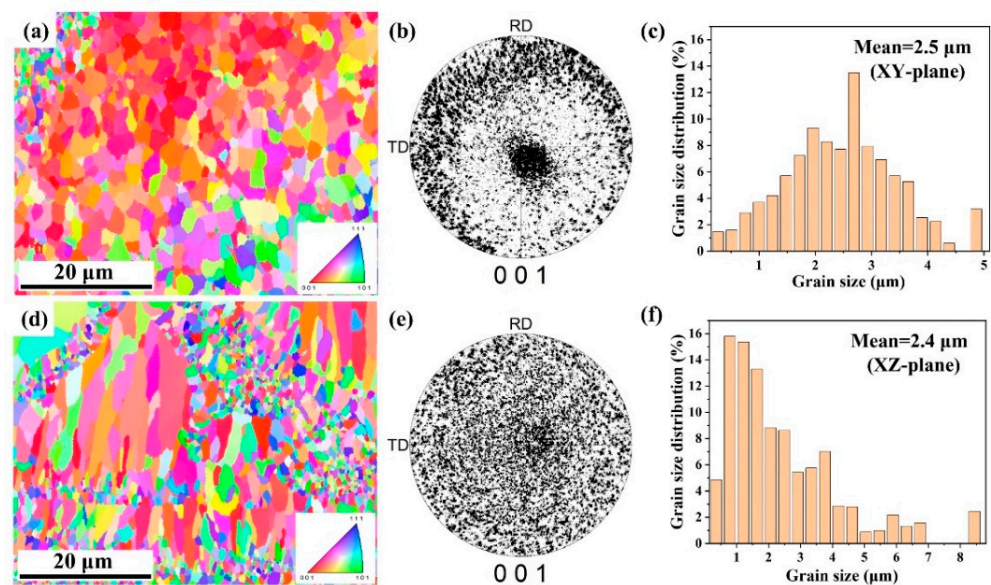 (a)
20 μm
111
001
101
(b)
RD
TD
0 0 1
(c)
Grain size distribution (%)
16
14
12
10
8
6
4
2
0
Mean=2.5 μm
(XY-plane)
1 2 3 4 5
Grain size (μm)
(d)
20 μm
111
001
101
(e)
RD
TD
0 0 1
(f)
Grain size distribution (%)
16
14
12
10
8
6
4
2
0
Mean=2.4 μm
(XZ-plane)
1 2 3 4 5 6 7 8
Grain size (μm)